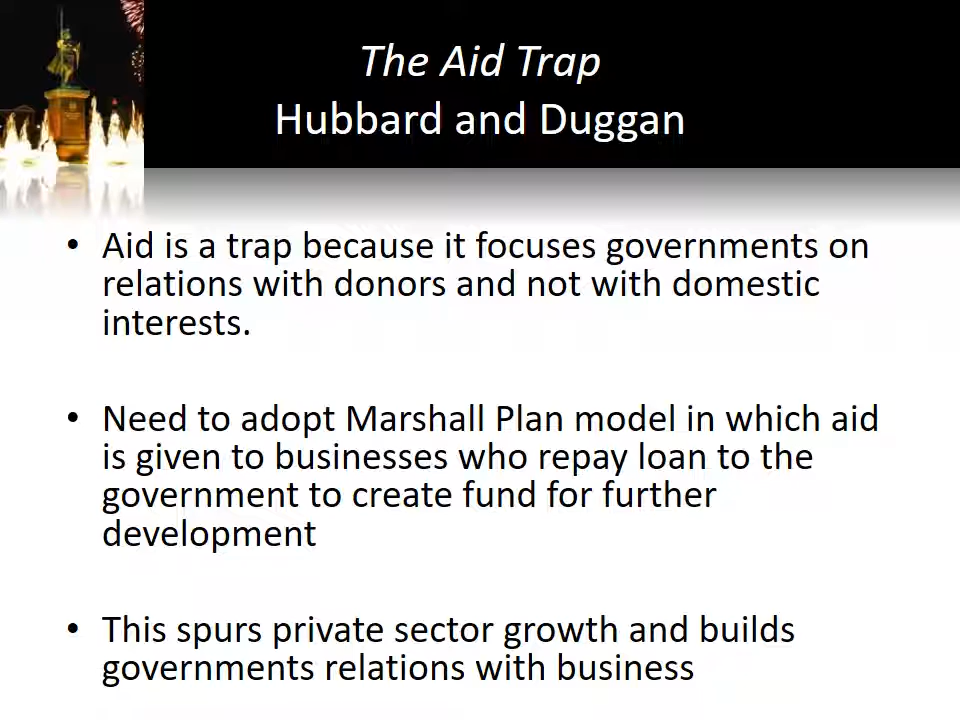 The Aid Trap
Hubbard and Duggan
• Aid is a trap because it focuses governments on
relations with donors and not with domestic
interests.
• Need to adopt Marshall Plan model in which aid
is given to businesses who repay loan to the
government to create fund for further
development
• This spurs private sector growth and builds
governments relations with business